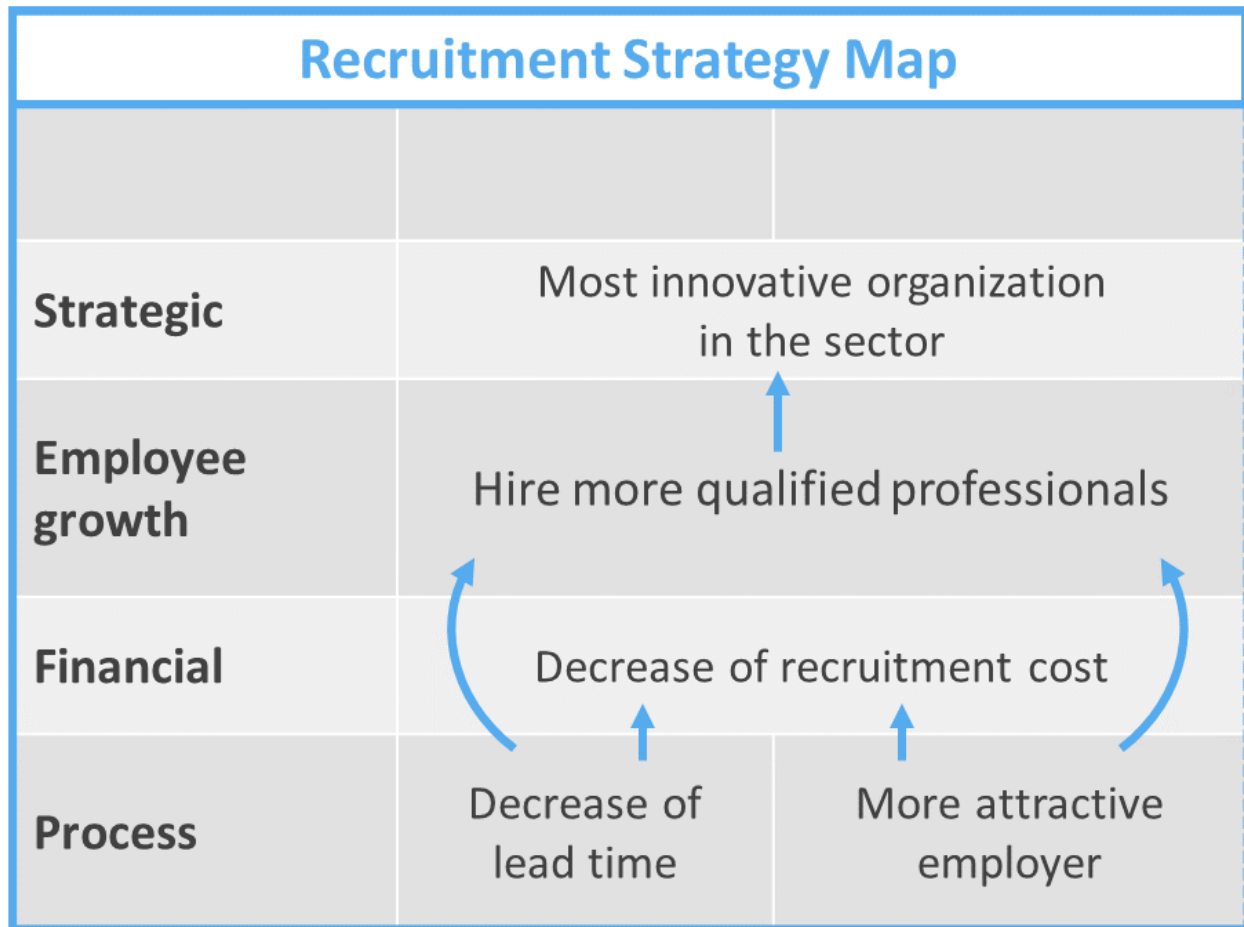 Recruitment Strategy Map
Strategic
Most innovative organization
in the sector
Employee
growth
Hire more qualified professionals
Financial
Decrease of recruitment cost
Process
Decrease of
lead time
More attractive
employer